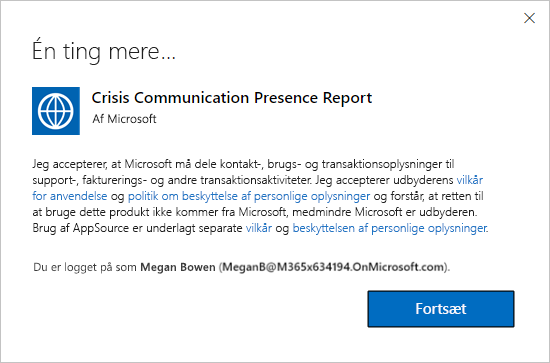 Én ting mere...
Crisis Communication Presence Report
Af Microsoft
Jeg accepterer, at Microsoft må dele kontakt-, brugs- og transaktionsoplysninger til
support-, fakturerings- og andre transaktionsaktiviteter. Jeg accepterer udbyderens vilkår
for anvendelse og politik om beskyttelse af personlige oplysninger og forstår, at retten til
at bruge dette produkt ikke kommer fra Microsoft, medmindre Microsoft er udbyderen.
Brug af AppSource er underlagt separate vilkår og beskyttelsen af personlige oplysninger.
Du er logget på som Megan Bowen (MeganB@M365x634194.OnMicrosoft.com).
Fortsæt